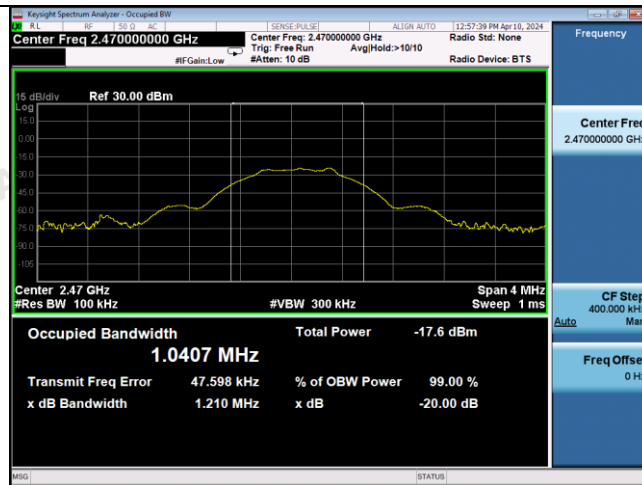 Keysight Spectrum Analyzer - Occupied BW
RL RF 50 Ω AC SENSE:PULSE ALIGN AUTO 12:57:39 PM Apr 10, 2024
Center Freq 2.470000000 GHz
Center Freq: 2.470000000 GHz
Radio Std: None
Trig: Free Run Avg|Hold:>10/10
#IFGain:Low
#Atten: 10 dB
Radio Device: BTS
Frequency
15 dB/div Ref 30.00 dBm
Log
15.0
0.00
-15.0
-30.0
-45.0
-60.0
-75.0
-90.0
-105
Center 2.47 GHz Span 4 MHz
#Res BW 100 kHz #VBW 300 kHz Sweep 1 ms
Occupied Bandwidth Total Power -17.6 dBm
1.0407 MHz
Transmit Freq Error 47.598 kHz % of OBW Power 99.00 %
x dB Bandwidth 1.210 MHz x dB -20.00 dB
Center Freq
2.470000000 GHz
CF Step
400.000 kHz
Auto Man
Freq Offset
0 Hz
MSG STATUS